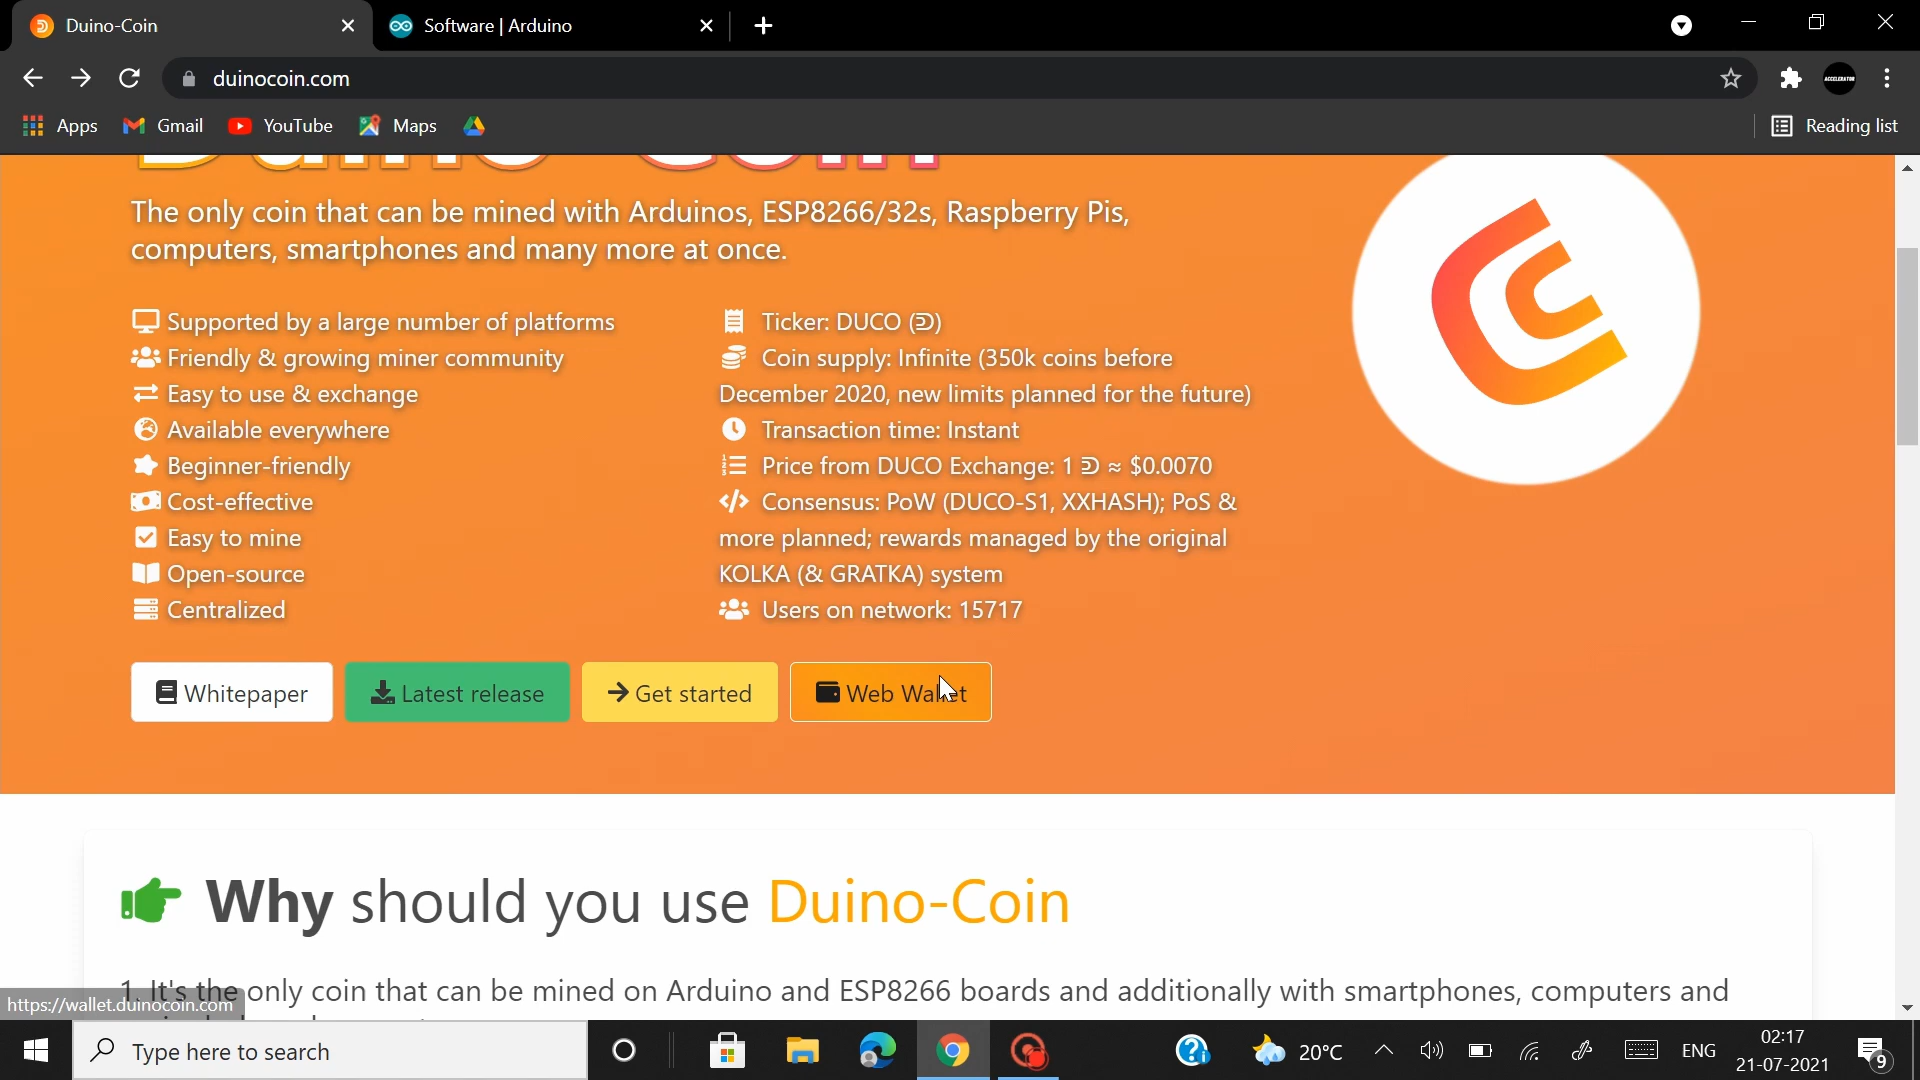 Duino-Coin
Software | Arduino
duinocoin.com
ACCELERATOR
Apps
Gmail
YouTube
Maps
Reading list
Duino-Coin
The only coin that can be mined with Arduinos, ESP8266/32s, Raspberry Pis,
computers, smartphones and many more at once.
Supported by a large number of platforms
Friendly & growing miner community
Easy to use & exchange
Available everywhere
Beginner-friendly
Cost-effective
Easy to mine
Open-source
Centralized
Ticker: DUCO (ᕲ)
Coin supply: Infinite (350k coins before
December 2020, new limits planned for the future)
Transaction time: Instant
Price from DUCO Exchange: 1 ᕲ ≈ $0.0070
Consensus: PoW (DUCO-S1, XXHASH); PoS &
more planned; rewards managed by the original
KOLKA (& GRATKA) system
Users on network: 15717
Whitepaper
Latest release
Get started
Web Wallet
Why should you use Duino-Coin
1. It's the only coin that can be mined on Arduino and ESP8266 boards and additionally with smartphones, computers and
https://wallet.duinocoin.com
Type here to search
20°C
ENG
02:17
21-07-2021
9